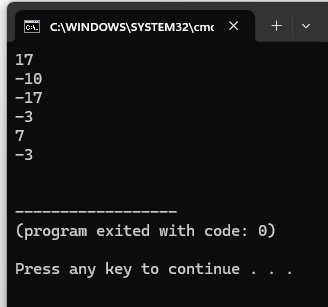 C:\WINDOWS\SYSTEM32\cmd
17
-10
-17
-3
7
-3
------------------
(program exited with code: 0)
Press any key to continue . . .